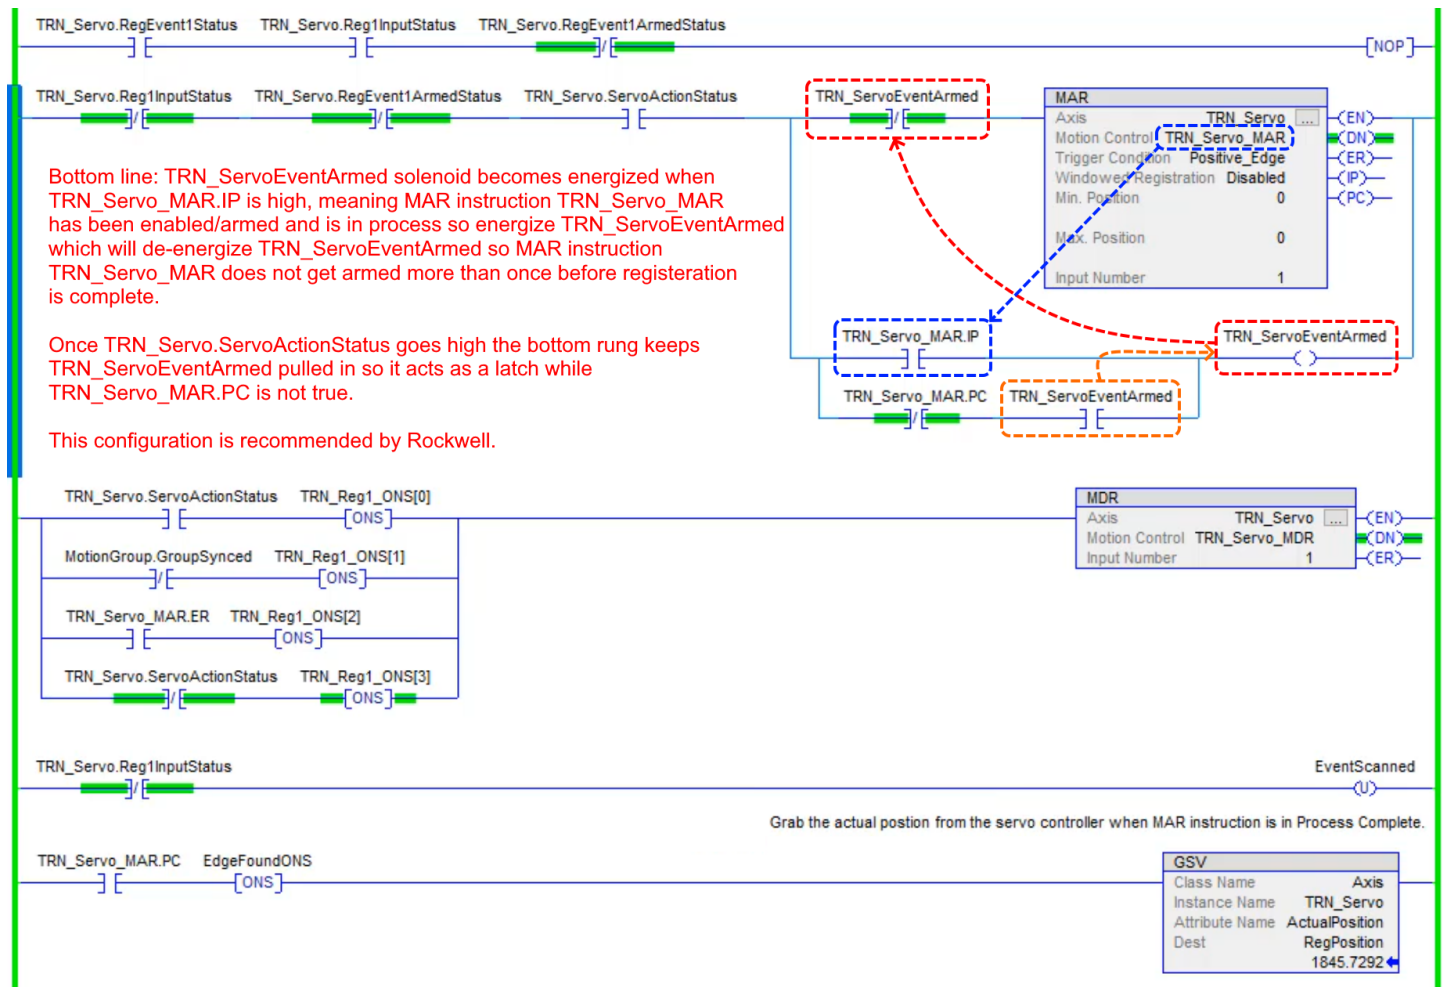 TRN_Servo.RegEvent1Status TRN_Servo.Reg1InputStatus TRN_Servo.RegEvent1ArmedStatus
NOP
TRN_Servo.Reg1InputStatus TRN_Servo.RegEvent1ArmedStatus TRN_Servo.ServoActionStatus TRN_ServoEventArmed
MAR
Axis TRN_Servo ...
Motion Control TRN_Servo_MAR
Trigger Condition Positive_Edge
Windowed Registration Disabled
Min. Position 0
Max. Position 0
Input Number 1
EN
DN
ER
IP
PC
Bottom line: TRN_ServoEventArmed solenoid becomes energized when
TRN_Servo_MAR.IP is high, meaning MAR instruction TRN_Servo_MAR
has been enabled/armed and is in process so energize TRN_ServoEventArmed
which will de-energize TRN_ServoEventArmed so MAR instruction
TRN_Servo_MAR does not get armed more than once before registeration
is complete.
Once TRN_Servo.ServoActionStatus goes high the bottom rung keeps
TRN_ServoEventArmed pulled in so it acts as a latch while
TRN_Servo_MAR.PC is not true.
This configuration is recommended by Rockwell.
TRN_Servo_MAR.IP TRN_ServoEventArmed
TRN_Servo_MAR.PC TRN_ServoEventArmed
TRN_Servo.ServoActionStatus TRN_Reg1_ONS[0]
ONS
MotionGroup.GroupSynced TRN_Reg1_ONS[1]
ONS
TRN_Servo_MAR.ER TRN_Reg1_ONS[2]
ONS
TRN_Servo.ServoActionStatus TRN_Reg1_ONS[3]
ONS
MDR
Axis TRN_Servo ...
Motion Control TRN_Servo_MDR
Input Number 1
EN
DN
ER
TRN_Servo.Reg1InputStatus EventScanned
U
Grab the actual postion from the servo controller when MAR instruction is in Process Complete.
TRN_Servo_MAR.PC EdgeFoundONS
ONS
GSV
Class Name Axis
Instance Name TRN_Servo
Attribute Name ActualPosition
Dest RegPosition
1845.7292